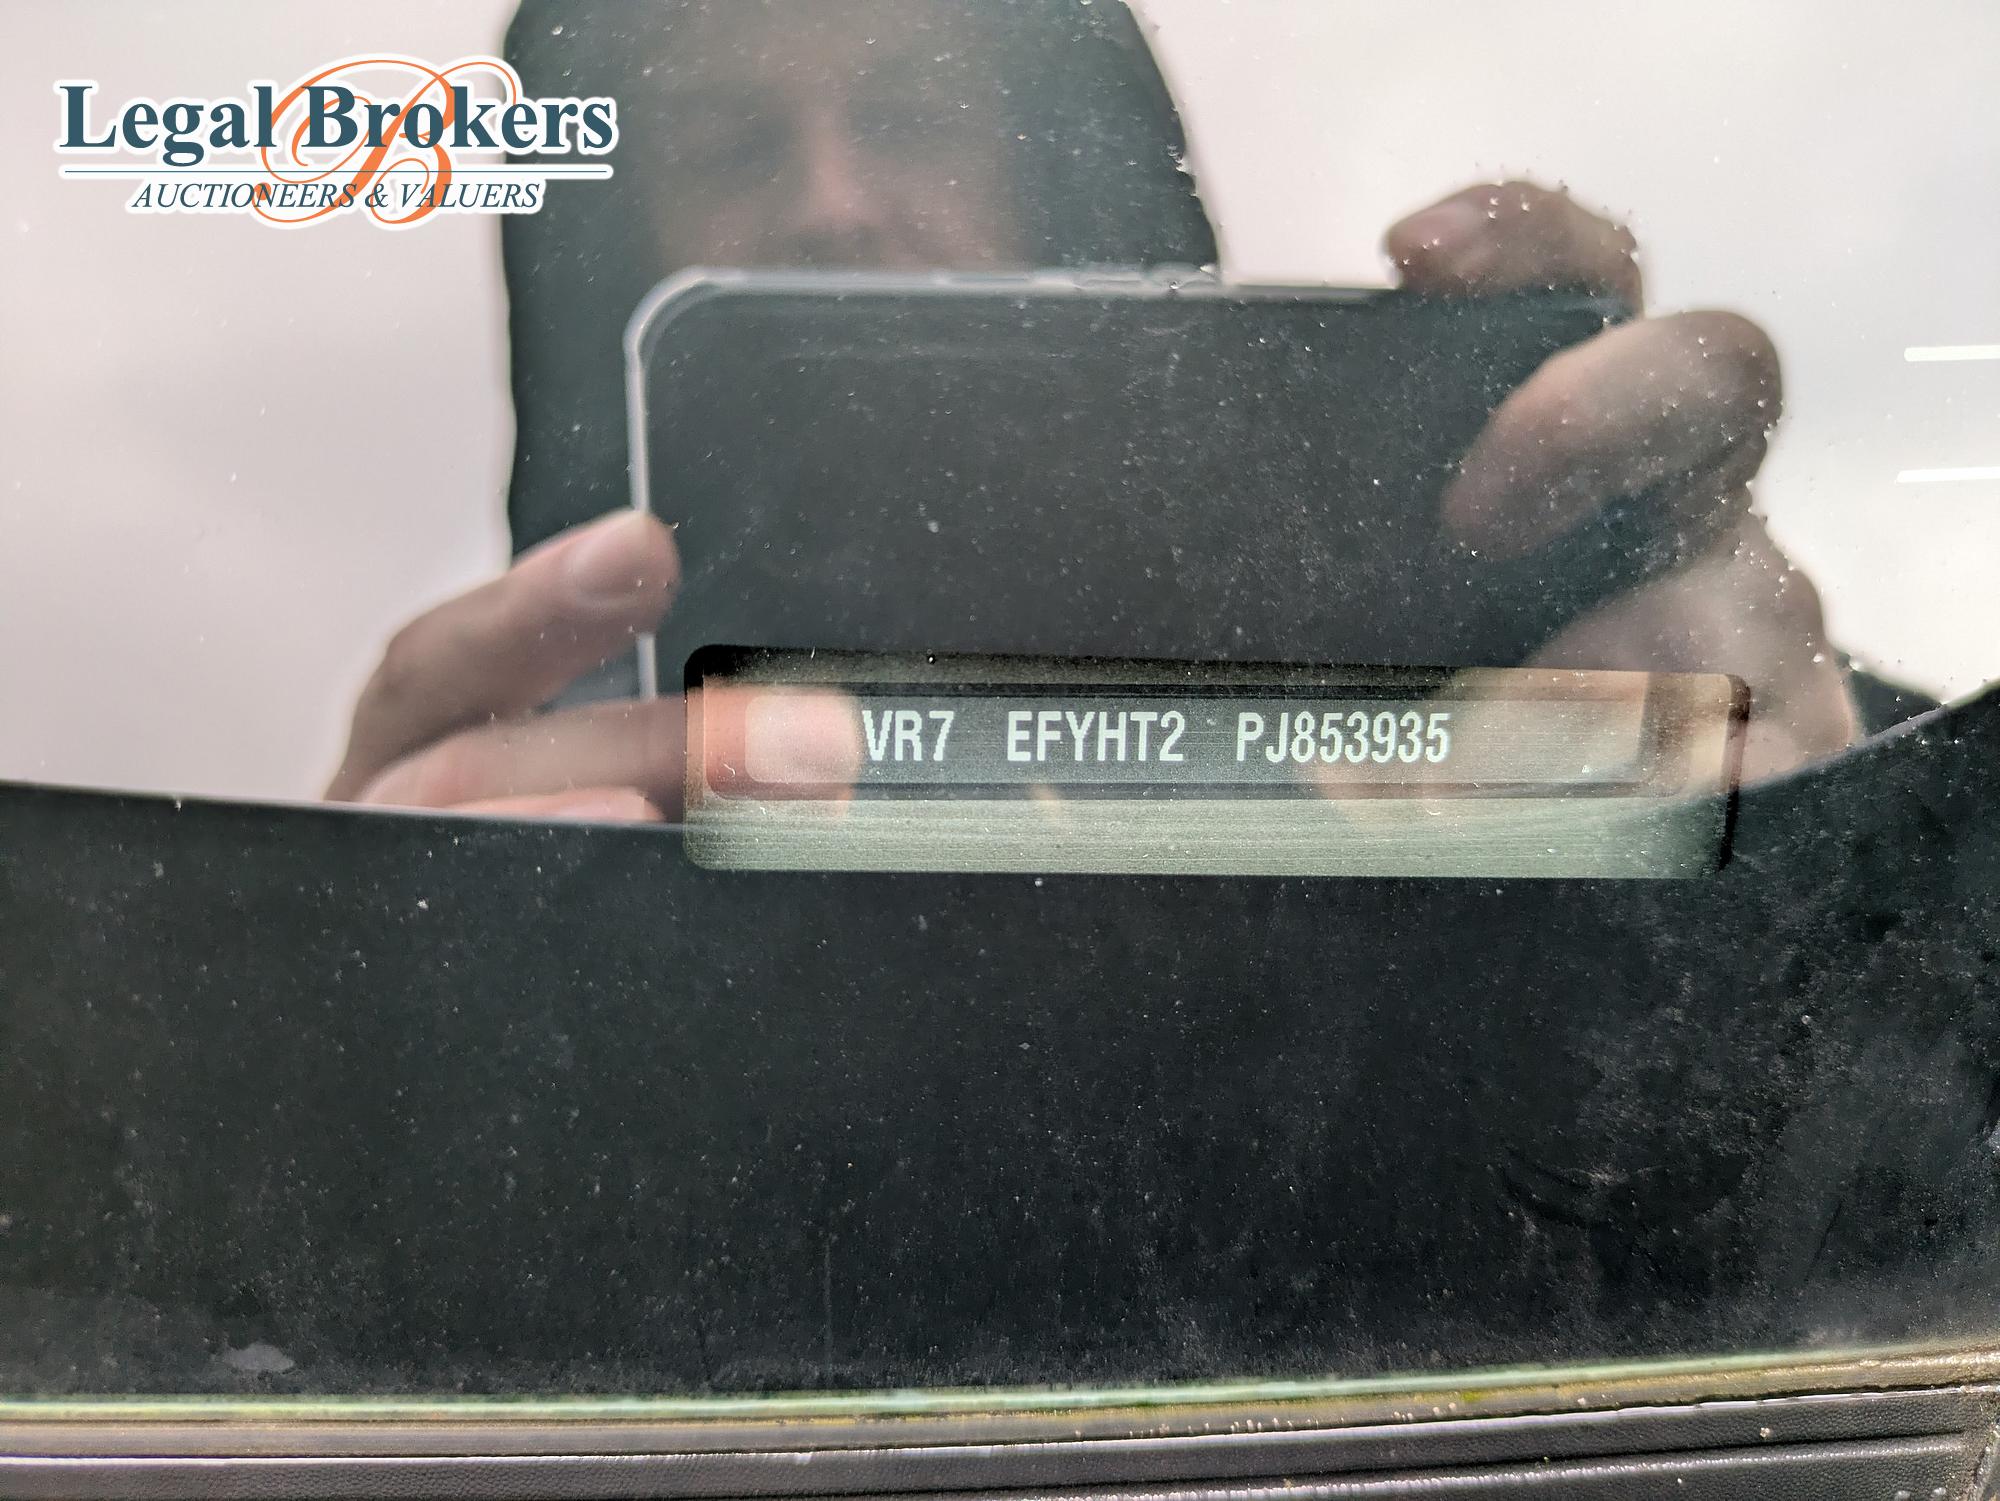 Legal Brokers
AUCTIONEERS & VALUERS
VR7 EFYHT2 PJ853935